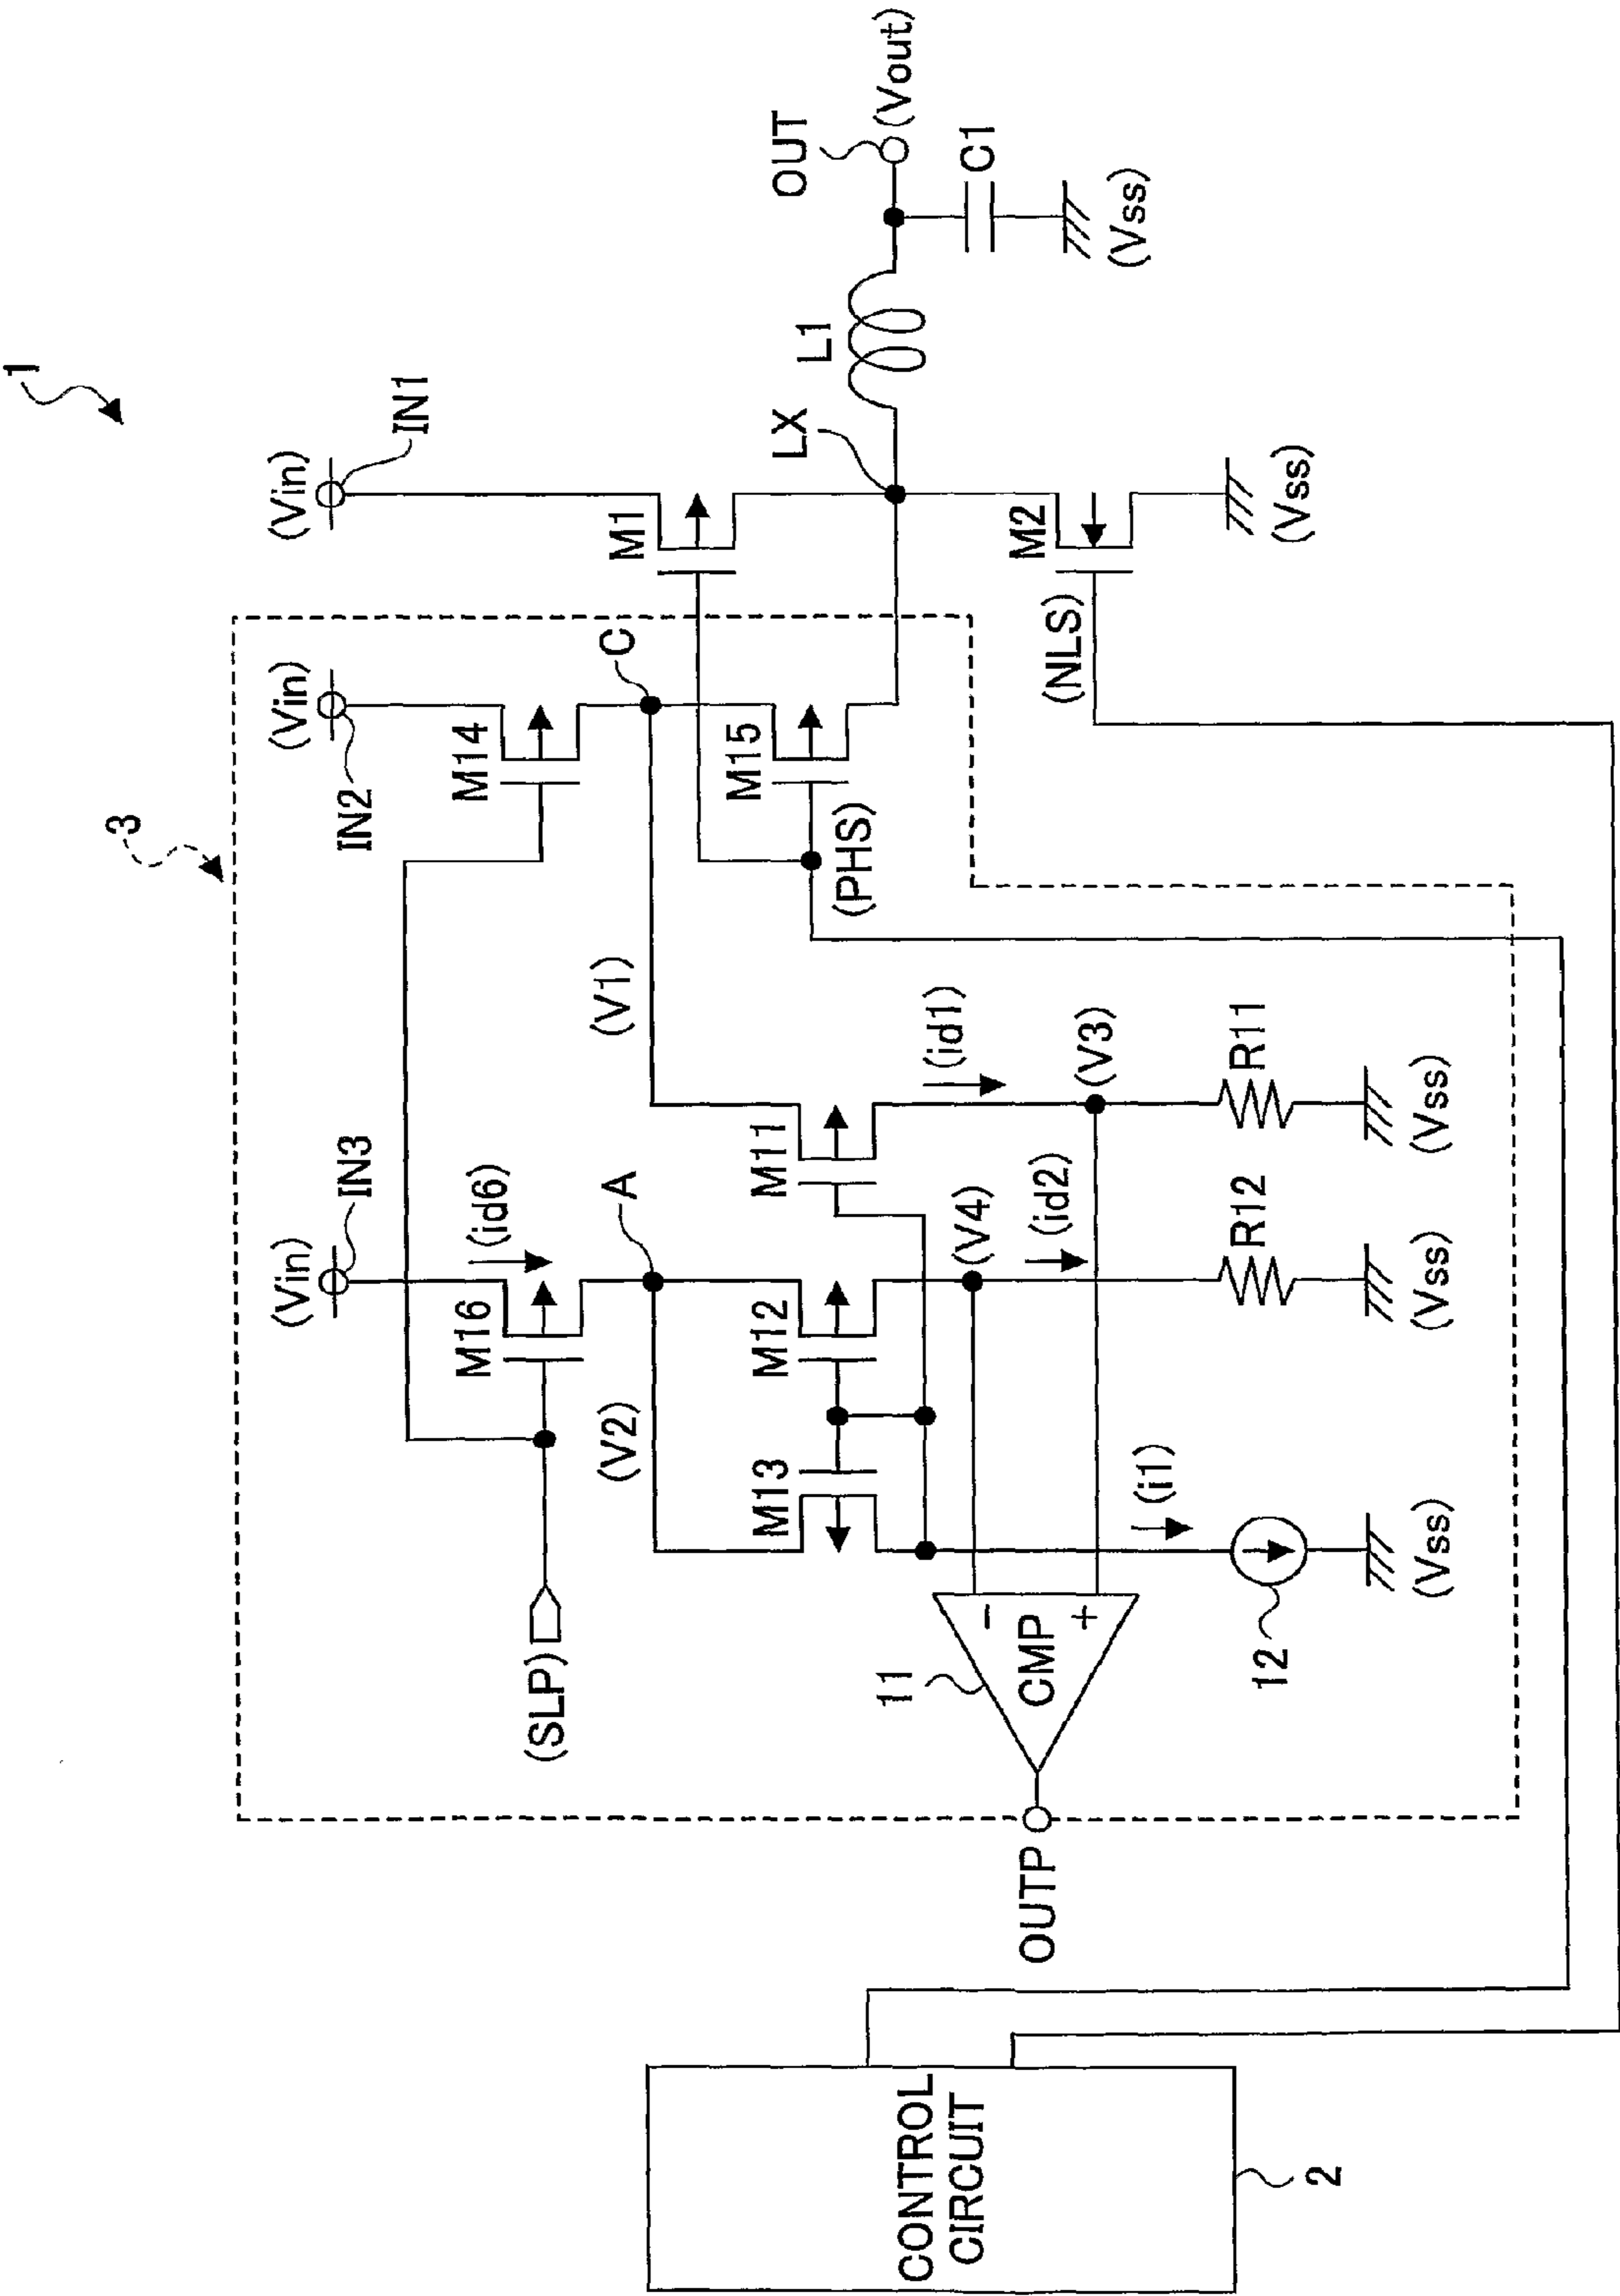 1
3
(Vin)
IN3
(Vin)
IN2
(Vin)
IN1
M16
(id6)
M14
(SLP)
A
C
M1
(V2)
(V1)
M13
M12
M11
M15
LX
L1
OUT
(Vout)
(PHS)
(id1)
C1
(V4)
11
CMP
-
+
(id2)
(V3)
M2
(NLS)
(Vss)
OUTP
(i1)
12
R12
R11
(Vss)
(Vss)
(Vss)
(Vss)
CONTROL
CIRCUIT
2